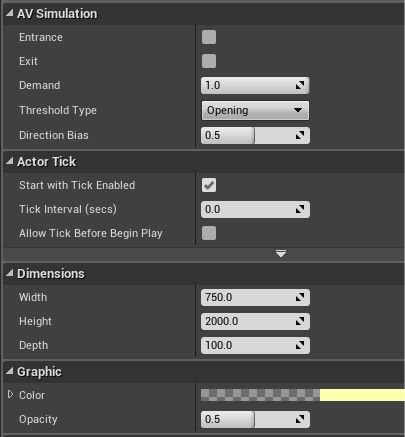 AV Simulation
Entrance
Exit
Demand 1.0
Threshold Type Opening
Direction Bias 0.5
Actor Tick
Start with Tick Enabled
Tick Interval (secs) 0.0
Allow Tick Before Begin Play
Dimensions
Width 750.0
Height 2000.0
Depth 100.0
Graphic
Color
Opacity 0.5